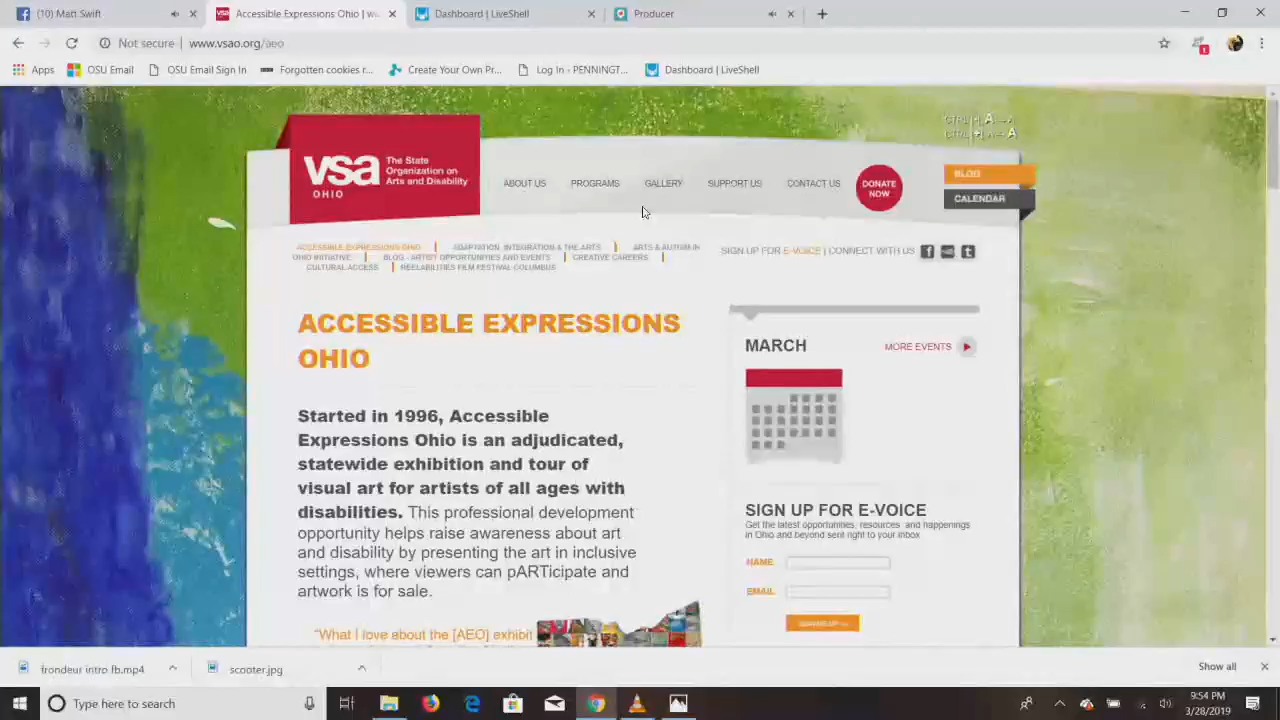 (70) Matt Swift
Accessible Expressions Ohio | w
Dashboard | LiveShell
Producer
Not secure | www.vsao.org/aeo
Apps
OSU Email
OSU Email Sign In
Forgotten cookies r...
Create Your Own Pr...
Log In - PENNINGT...
Dashboard | LiveShell
CTRL [-] A → A
CTRL [+] A → A
vsa OHIO
The State
Organization on
Arts and Disability
ABOUT US
PROGRAMS
GALLERY
SUPPORT US
CONTACT US
DONATE
NOW
BLOG
CALENDAR
ACCESSIBLE EXPRESSIONS OHIO | ADAPTATION, INTEGRATION & THE ARTS | ARTS & AUTISM IN
OHIO INITIATIVE | BLOG - ARTIST OPPORTUNITIES AND EVENTS | CREATIVE CAREERS |
CULTURAL ACCESS | REELABILITIES FILM FESTIVAL COLUMBUS
SIGN UP FOR E-VOICE | CONNECT WITH US
ACCESSIBLE EXPRESSIONS
OHIO
Started in 1996, Accessible
Expressions Ohio is an adjudicated,
statewide exhibition and tour of
visual art for artists of all ages with
disabilities. This professional development
opportunity helps raise awareness about art
and disability by presenting the art in inclusive
settings, where viewers can pARTicipate and
artwork is for sale.
"What I love about the [AEO] exhibit
MARCH
MORE EVENTS
SIGN UP FOR E-VOICE
Get the latest opportunities, resources and happenings
in Ohio and beyond sent right to your inbox
NAME
EMAIL
SIGN ME UP
frondeur intro fb.mp4
scooter.jpg
Show all
Type here to search
9:54 PM
3/28/2019